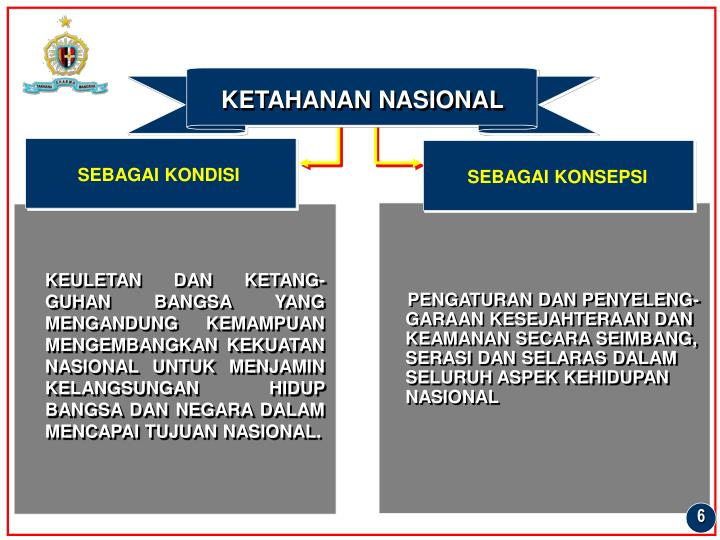 KETAHANAN NASIONAL
SEBAGAI KONDISI
KEULETAN DAN KETANG-
GUHAN BANGSA YANG
MENGANDUNG KEMAMPUAN
MENGEMBANGKAN KEKUATAN
NASIONAL UNTUK MENJAMIN
KELANGSUNGAN HIDUP
BANGSA DAN NEGARA DALAM
MENCAPAI TUJUAN NASIONAL.
SEBAGAI KONSEPSI
PENGATURAN DAN PENYELENG-
GARAAN KESEJAHTERAAN DAN
KEAMANAN SECARA SEIMBANG,
SERASI DAN SELARAS DALAM
SELURUH ASPEK KEHIDUPAN
NASIONAL
6